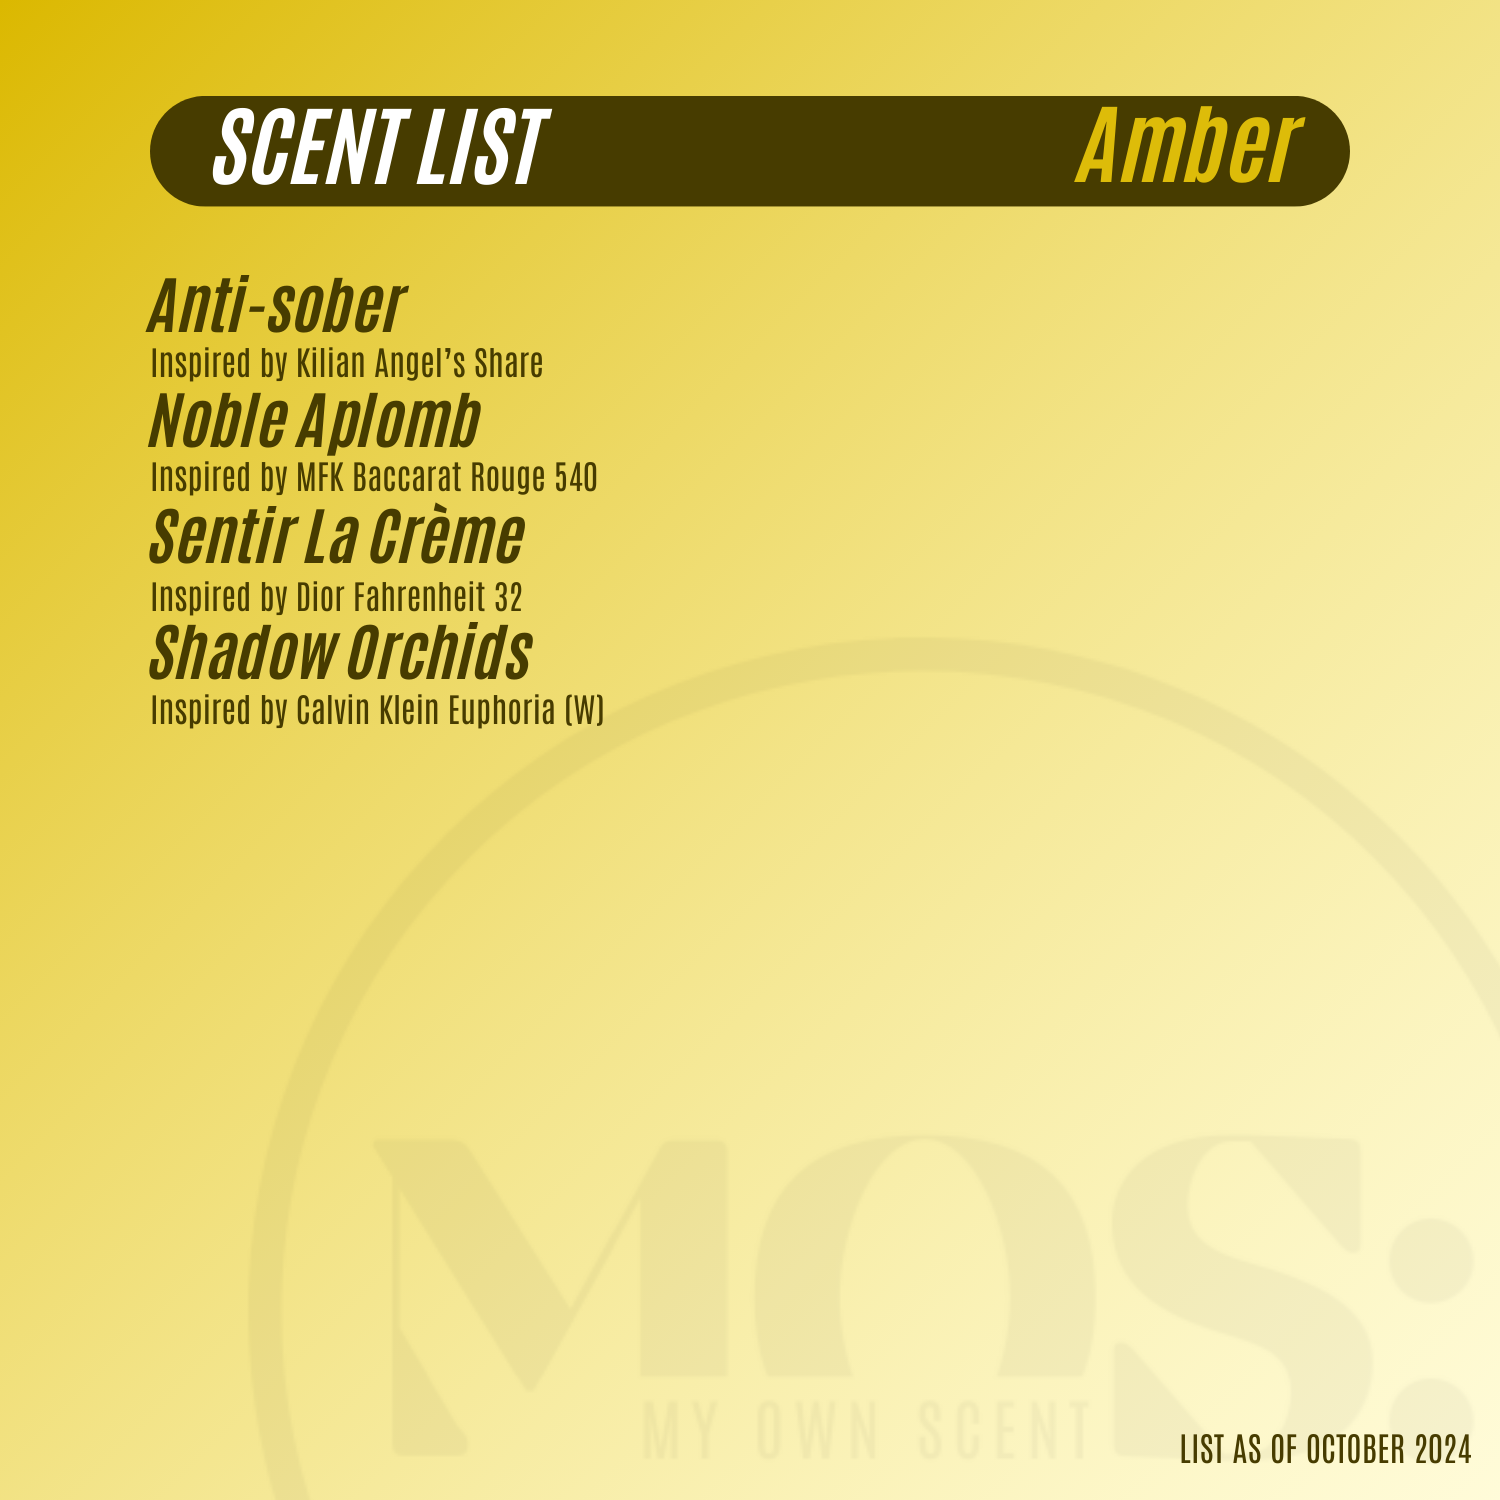 SCENT LIST Amber
Anti-sober
Inspired by Kilian Angel’s Share
Noble Aplomb
Inspired by MFK Baccarat Rouge 540
Sentir La Crème
Inspired by Dior Fahrenheit 32
Shadow Orchids
Inspired by Calvin Klein Euphoria (W)
MOS:
MY OWN SCENT
LIST AS OF OCTOBER 2024